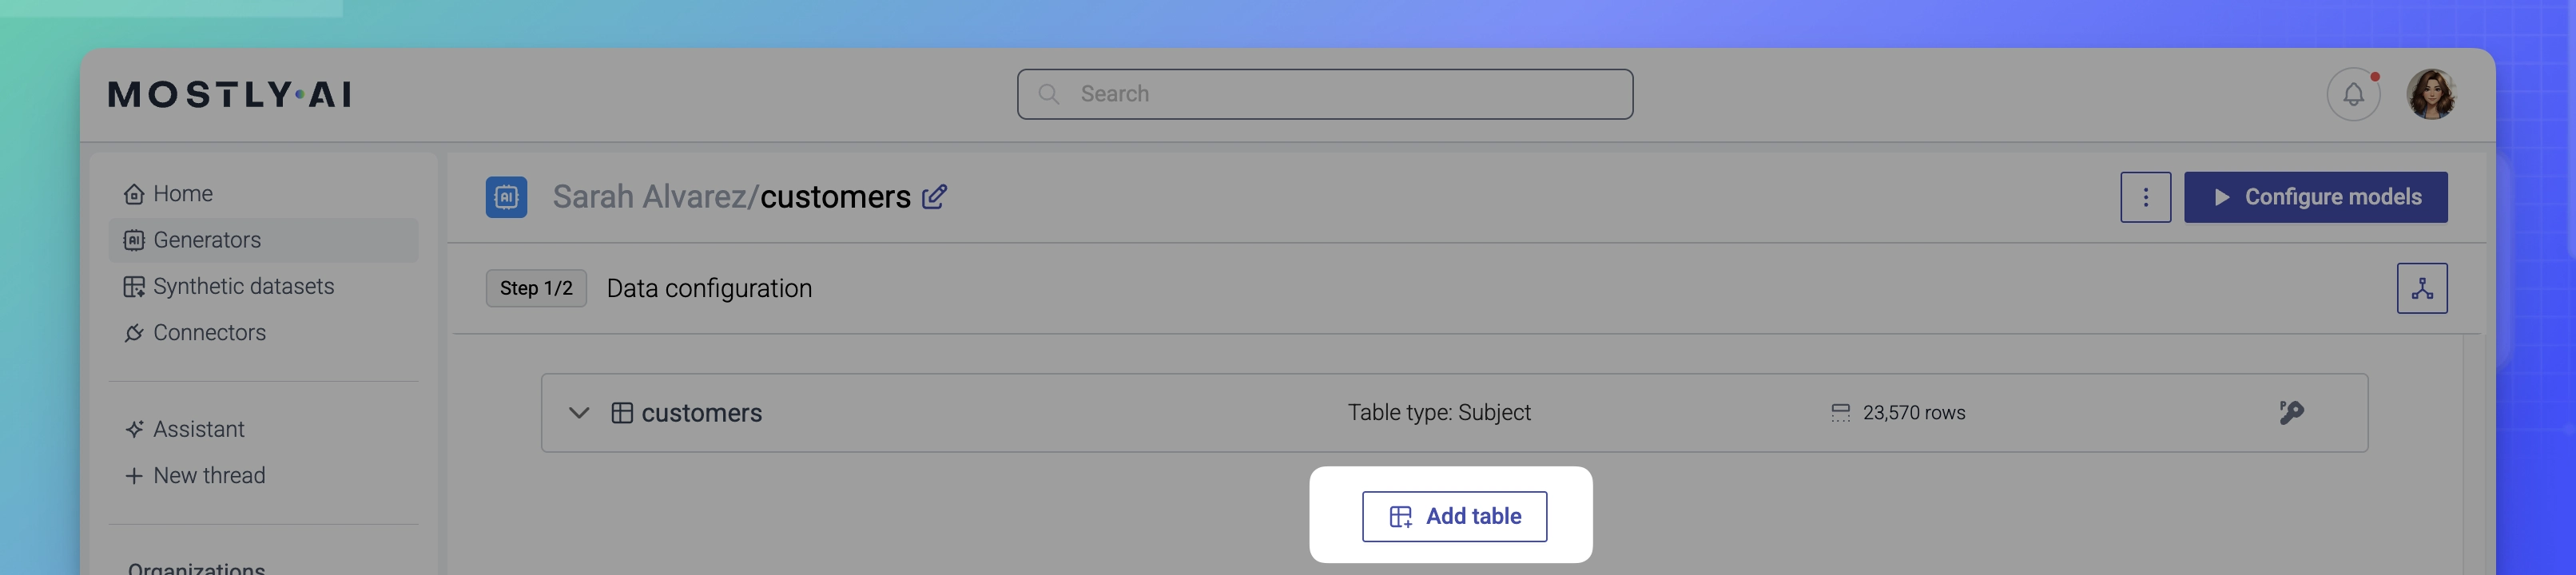 MOSTLY·AI
Search
Home
Generators
Synthetic datasets
Connectors
Assistant
New thread
Organizations
Sarah Alvarez/customers
Configure models
Step 1/2
Data configuration
customers
Table type: Subject
23,570 rows
Add table